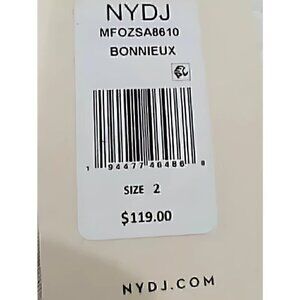 NYDJ
MFOZSA8610
BONNIEUX
1 94477 46486 8
SIZE 2
$119.00
NYDJ.COM